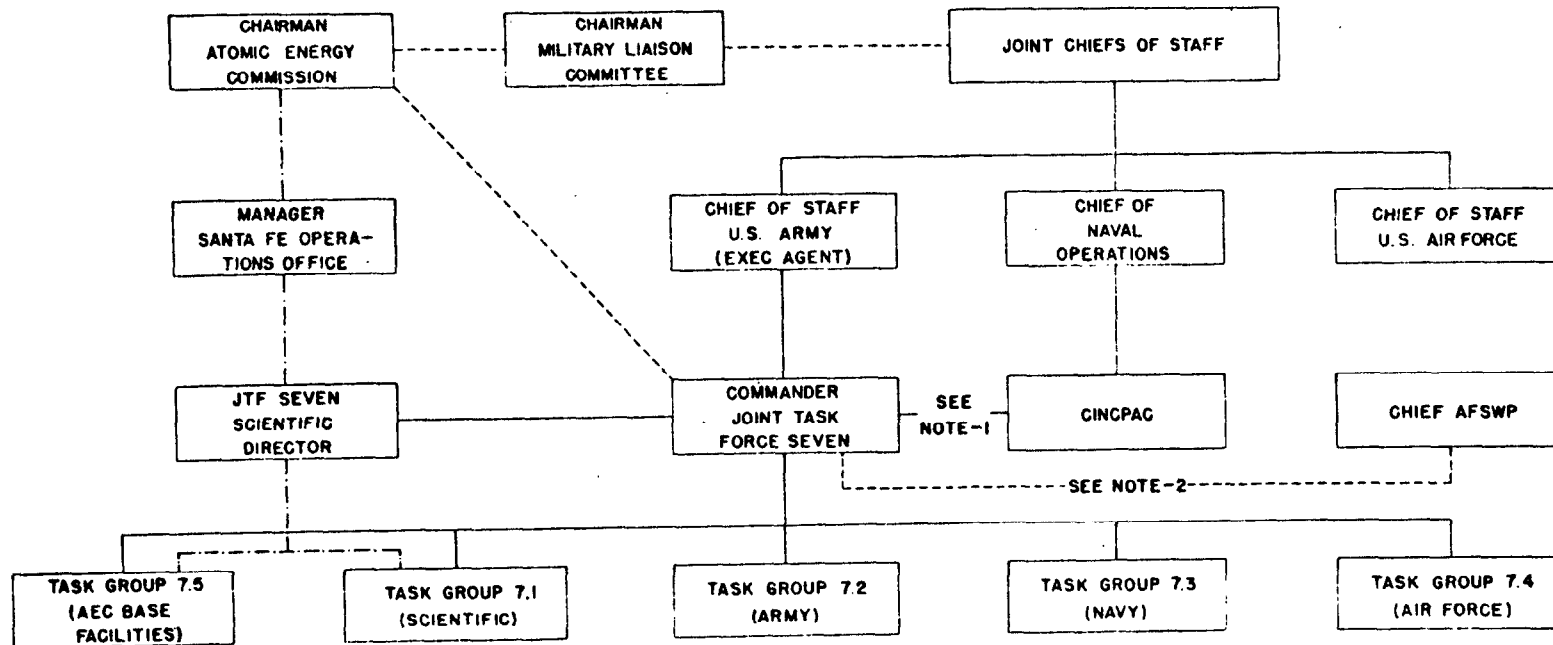 CHAIRMAN
ATOMIC ENERGY
COMMISSION
CHAIRMAN
MILITARY LIAISON
COMMITTEE
JOINT CHIEFS OF STAFF
MANAGER
SANTA FE OPERA-
TIONS OFFICE
CHIEF OF STAFF
U.S. ARMY
(EXEC AGENT)
CHIEF OF
NAVAL
OPERATIONS
CHIEF OF STAFF
U.S. AIR FORCE
JTF SEVEN
SCIENTIFIC
DIRECTOR
COMMANDER
JOINT TASK
FORCE SEVEN
SEE
NOTE-1
CINCPAC
CHIEF AFSWP
SEE NOTE-2
TASK GROUP 7.5
(AEC BASE
FACILITIES)
TASK GROUP 7.1
(SCIENTIFIC)
TASK GROUP 7.2
(ARMY)
TASK GROUP 7.3
(NAVY)
TASK GROUP 7.4
(AIR FORCE)